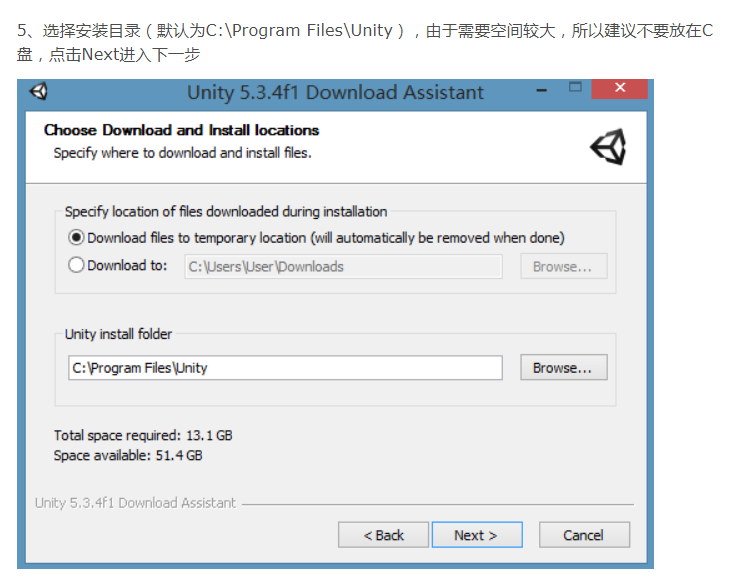 5、选择安装目录（默认为C:\Program Files\Unity），由于需要空间较大，所以建议不要放在C
盘，点击Next进入下一步
Unity 5.3.4f1 Download Assistant
Choose Download and Install locations
Specify where to download and install files.
Specify location of files downloaded during installation
Download files to temporary location (will automatically be removed when done)
Download to: C:\Users\User\Downloads Browse...
Unity install folder
C:\Program Files\Unity Browse...
Total space required: 13.1 GB
Space available: 51.4 GB
Unity 5.3.4f1 Download Assistant
< Back Next > Cancel